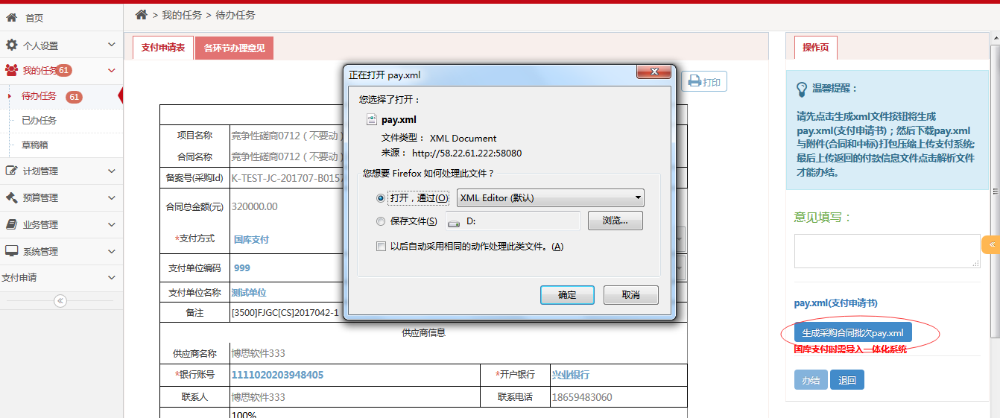 首页
个人设置
我的任务 61
待办任务 61
已办任务
草稿箱
计划管理
预算管理
业务管理
系统管理
支付申请
> 我的任务 > 待办任务
支付申请表 各环节办理意见
打印
项目名称 竞争性磋商0712（不要动）
合同名称 竞争性磋商0712（不要动）
备案号(采购Id) K-TEST-JC-201707-B0157
合同总金额(元) 320000.00
*支付方式 国库支付
支付单位编码 999
支付单位名称 测试单位
备注 [3500]FJGC[CS]2017042-1
供应商信息
供应商名称 博思软件333
*银行账号 1111020203948405 *开户银行 兴业银行
联系人 博思软件333 联系电话 18659483060
100%
正在打开 pay.xml
您选择了打开：
pay.xml
文件类型： XML Document
来源： http://58.22.61.222:58080
您想要 Firefox 如何处理此文件？
打开，通过(O) XML Editor (默认)
保存文件(S) D: 浏览...
以后自动采用相同的动作处理此类文件。(A)
确定 取消
操作页
温馨提醒：
请先点击生成xml文件按钮将生成
pay.xml(支付申请书)；然后下载pay.xml
与附件(合同和中标)打包压缩上传支付系统;
最后上传返回的付款信息文件点击解析文件
才能办结。
意见填写：
pay.xml(支付申请书)
生成采购合同批次pay.xml
国库支付时需导入一体化系统
办结 退回